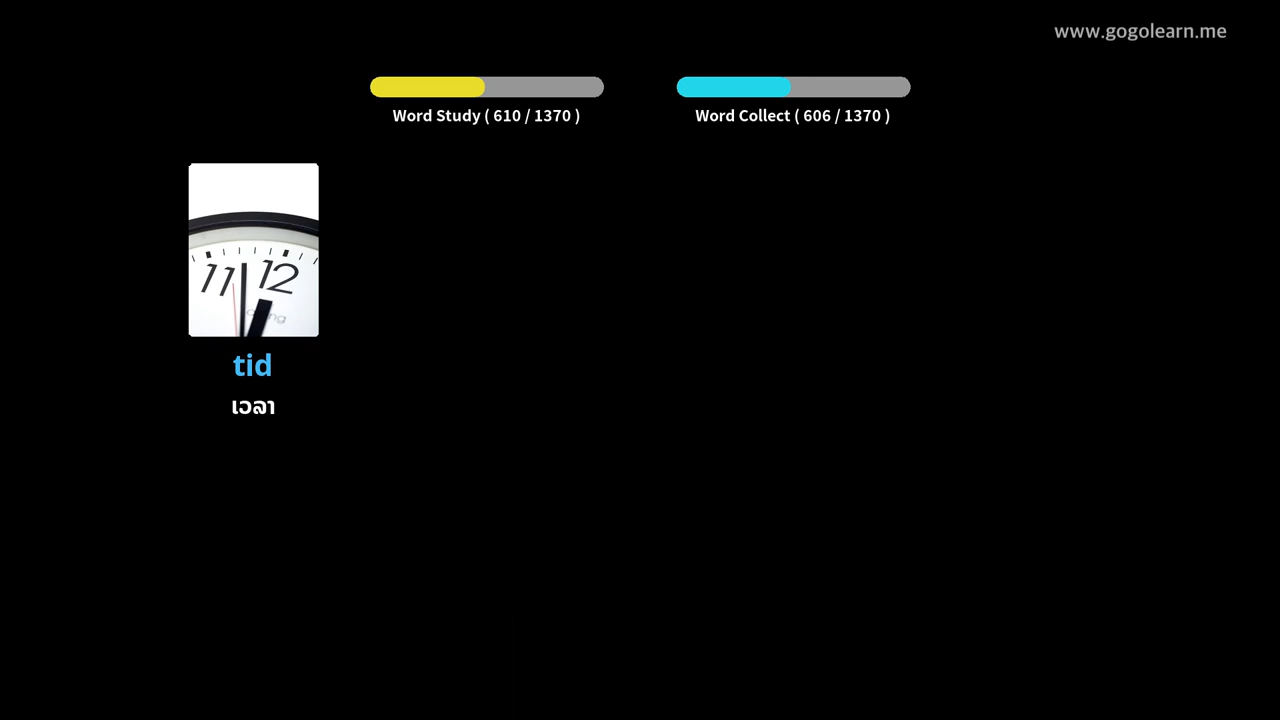 www.gogolearn.me
Word Study ( 610 / 1370 )
Word Collect ( 606 / 1370 )
11 12
tid
ເວລາ